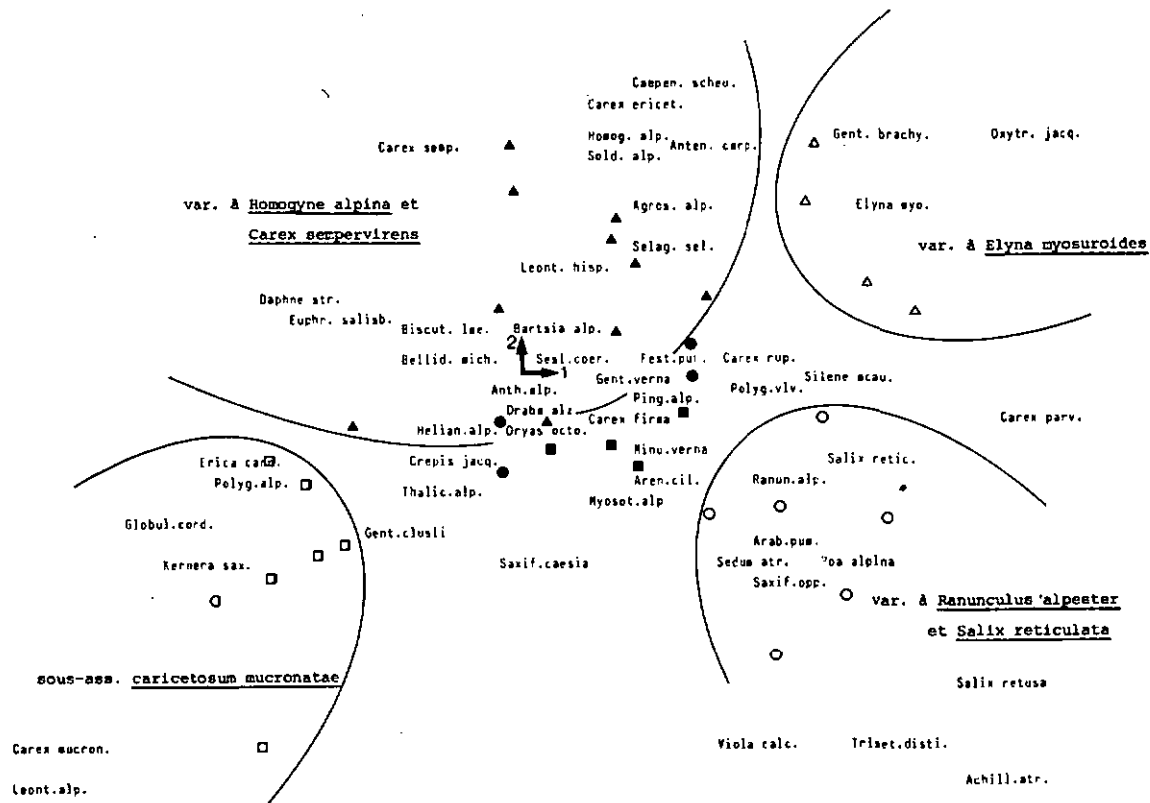 Caepen. scheu.
Carex ericet.
Homog. alp.
Anten. carp.
Sold. alp.
Carex semp.
Gent. brachy.
Oxytr. jacq.
var. à Homogyne alpina et
Carex sempervirens
Agros. alp.
Elyna myo.
Selag. sel.
var. à Elyna myosuroides
Leont. hisp.
Daphne str.
Euphr. salisb.
Biscut. lae.
Bartsia alp.
2
Bellid. mich.
Sesl.coer.
Fest.pum.
Carex rup.
1
Gent.verna
Silene acau.
Anth.alp.
Ping.alp.
Polyg.viv.
Draba aiz.
Carex firma
Carex parv.
Helian.alp.
Dryas octo.
Erica carn.
Crepis jacq.
Minu.verna
Salix retic.
Polyg.alp.
Thalic.alp.
Aren.cil.
Ranun.alp.
Myosot.alp
Globul.cord.
Gent.clusii
Arab.pum.
Kernera sax.
Saxif.caesia
Sedum atr.
Poa alpina
Saxif.opp.
var. à Ranunculus alpester
et Salix reticulata
sous-ass. caricetosum mucronatae
Salix retusa
Carex mucron.
Viola calc.
Triset.disti.
Leont.alp.
Achill.atr.